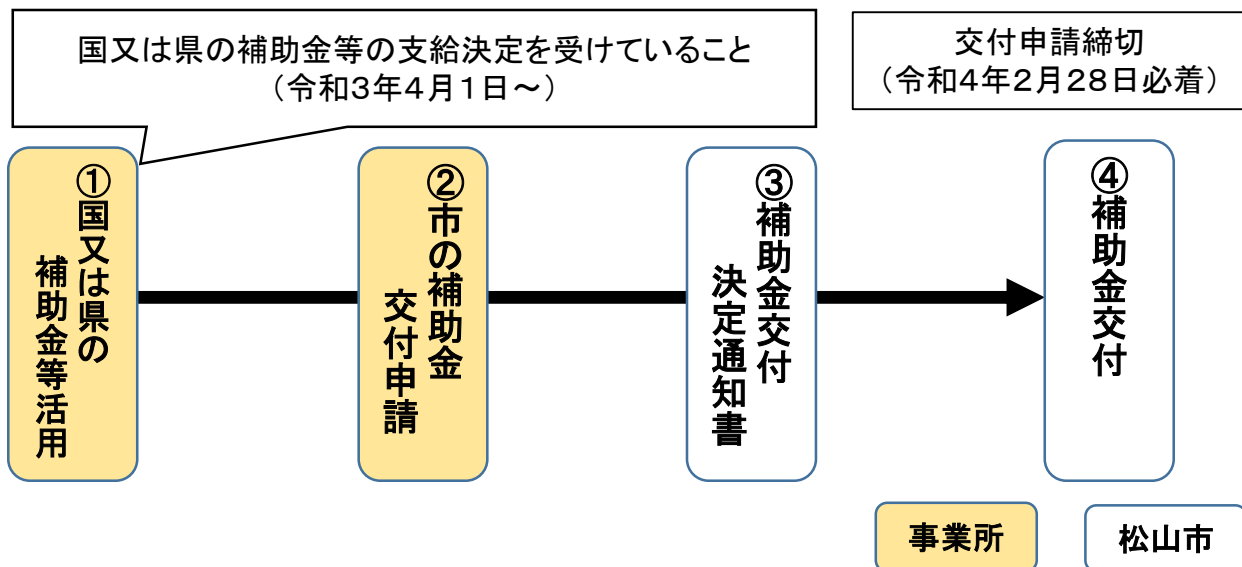 国又は県の補助金等の支給決定を受けていること
（令和3年4月1日～）
交付申請締切
（令和4年2月28日必着）
①国又は県の
補助金等活用
②市の補助金
交付申請
③補助金交付
決定通知書
④補助金交付
事業所
松山市